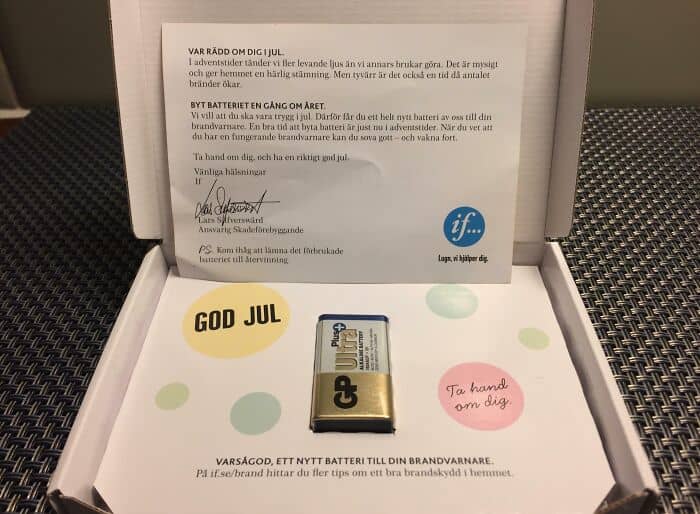 VAR RÄDD OM DIG I JUL.
I adventstider tänder vi fler levande ljus än vi annars brukar göra. Det är mysigt
och ger hemmet en härlig stämning. Men tyvärr är det också en tid då antalet
bränder ökar.
BYT BATTERIET EN GÅNG OM ÅRET.
Vi vill att du ska vara trygg i jul. Därför får du ett helt nytt batteri av oss till din
brandvarnare. En bra tid att byta batteri är just nu i adventstider. När du vet att
du har en fungerande brandvarnare kan du sova gott – och vakna fort.
Ta hand om dig, och ha en riktigt god jul.
Vänliga hälsningar
If
Lars Silfverswärd
Ansvarig Skadeförebyggande
PS. Kom ihåg att lämna det förbrukade
batteriet till återvinning.
if...
Lugn, vi hjälper dig.
GOD JUL
GP Ultra Plus+
ALKALINE BATTERY
Ta hand
om dig.
VARSÅGOD, ETT NYTT BATTERI TILL DIN BRANDVARNARE.
På if.se/brand hittar du fler tips om ett bra brandskydd i hemmet.